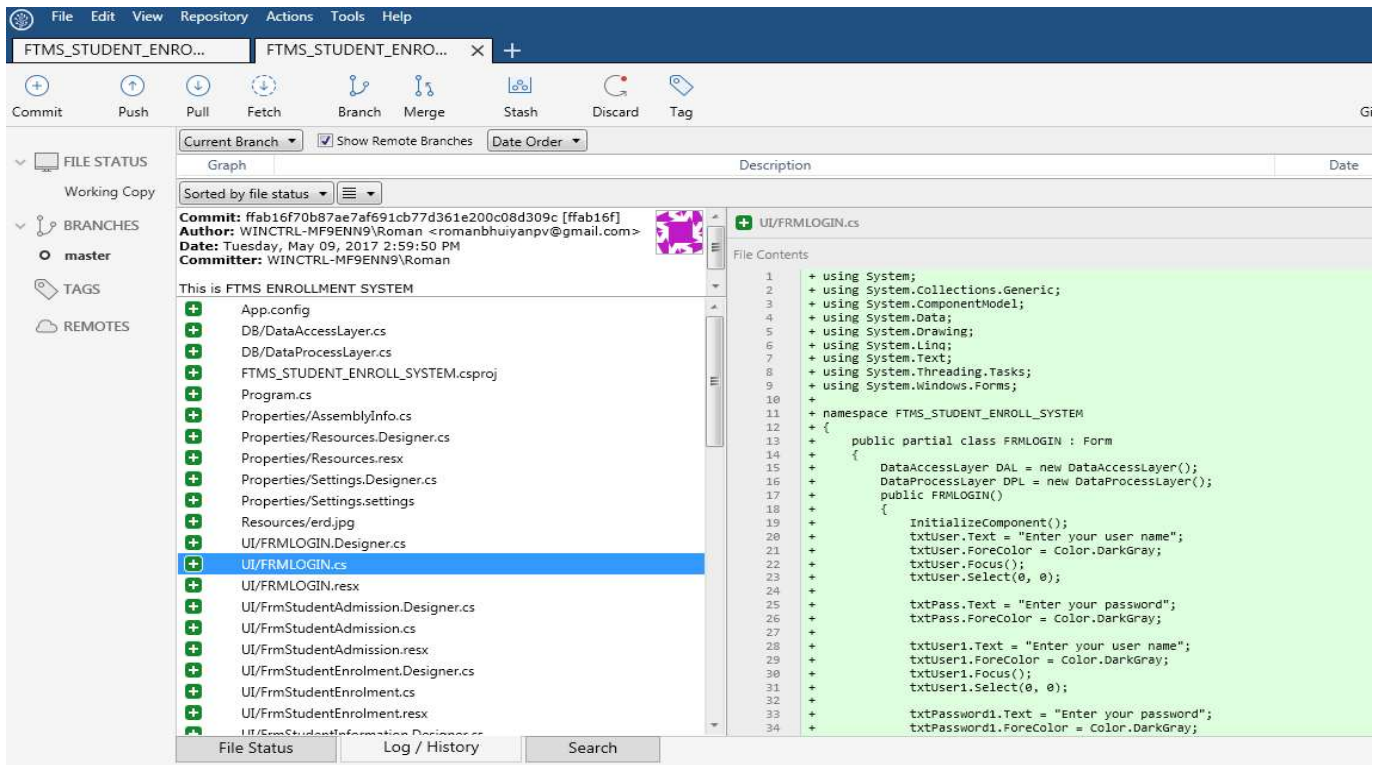 File Edit View Repository Actions Tools Help
FTMS_STUDENT_ENRO... FTMS_STUDENT_ENRO... ×
Commit Push Pull Fetch Branch Merge Stash Discard Tag
Current Branch Show Remote Branches Date Order
Graph Description Date
FILE STATUS
Working Copy
BRANCHES
master
TAGS
REMOTES
Sorted by file status
Commit: ffab16f70b87ae7af691cb77d361e200c08d309c [ffab16f]
Author: WINCTRL-MF9ENN9\Roman <romanbhuiyanpv@gmail.com>
Date: Tuesday, May 09, 2017 2:59:50 PM
Committer: WINCTRL-MF9ENN9\Roman
This is FTMS ENROLLMENT SYSTEM
App.config
DB/DataAccessLayer.cs
DB/DataProcessLayer.cs
FTMS_STUDENT_ENROLL_SYSTEM.csproj
Program.cs
Properties/AssemblyInfo.cs
Properties/Resources.Designer.cs
Properties/Resources.resx
Properties/Settings.Designer.cs
Properties/Settings.settings
Resources/erd.jpg
UI/FRMLOGIN.Designer.cs
UI/FRMLOGIN.cs
UI/FRMLOGIN.resx
UI/FrmStudentAdmission.Designer.cs
UI/FrmStudentAdmission.cs
UI/FrmStudentAdmission.resx
UI/FrmStudentEnrolment.Designer.cs
UI/FrmStudentEnrolment.cs
UI/FrmStudentEnrolment.resx
UI/FRMLOGIN.cs
File Contents
1 + using System;
2 + using System.Collections.Generic;
3 + using System.ComponentModel;
4 + using System.Data;
5 + using System.Drawing;
6 + using System.Linq;
7 + using System.Text;
8 + using System.Threading.Tasks;
9 + using System.Windows.Forms;
10 +
11 + namespace FTMS_STUDENT_ENROLL_SYSTEM
12 + {
13 + public partial class FRMLOGIN : Form
14 + {
15 + DataAccessLayer DAL = new DataAccessLayer();
16 + DataProcessLayer DPL = new DataProcessLayer();
17 + public FRMLOGIN()
18 + {
19 + InitializeComponent();
20 + txtUser.Text = "Enter your user name";
21 + txtUser.ForeColor = Color.DarkGray;
22 + txtUser.Focus();
23 + txtUser.Select(0, 0);
24 +
25 + txtPass.Text = "Enter your password";
26 + txtPass.ForeColor = Color.DarkGray;
27 +
28 + txtUser1.Text = "Enter your user name";
29 + txtUser1.ForeColor = Color.DarkGray;
30 + txtUser1.Focus();
31 + txtUser1.Select(0, 0);
32 +
33 + txtPassword1.Text = "Enter your password";
34 + txtPassword1.ForeColor = Color.DarkGray;
File Status Log / History Search